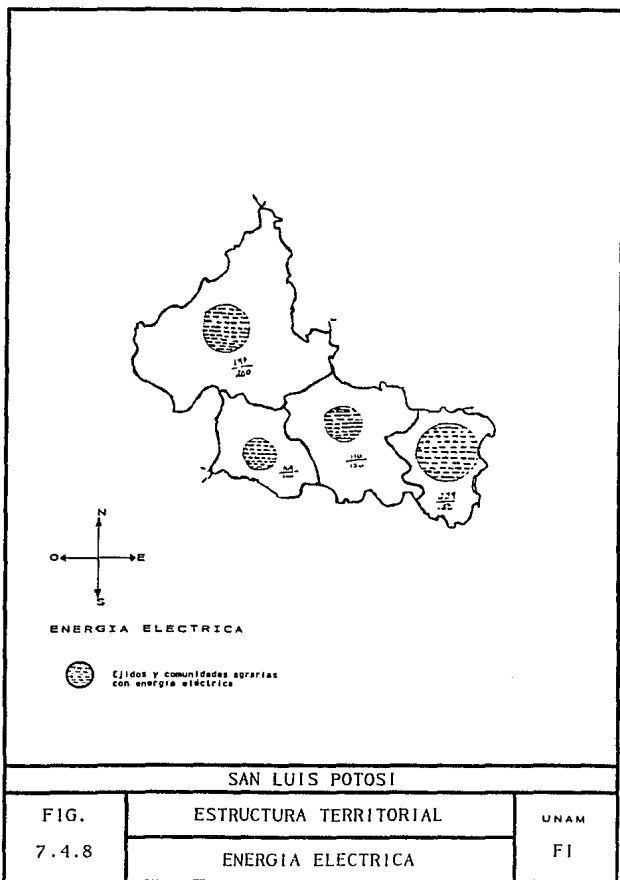 N
O E
S
ENERGIA ELECTRICA
Ejidos y comunidades agrarias
con energía eléctrica
SAN LUIS POTOSI
FIG.
7.4.8
ESTRUCTURA TERRITORIAL
ENERGIA ELECTRICA
UNAM
FI